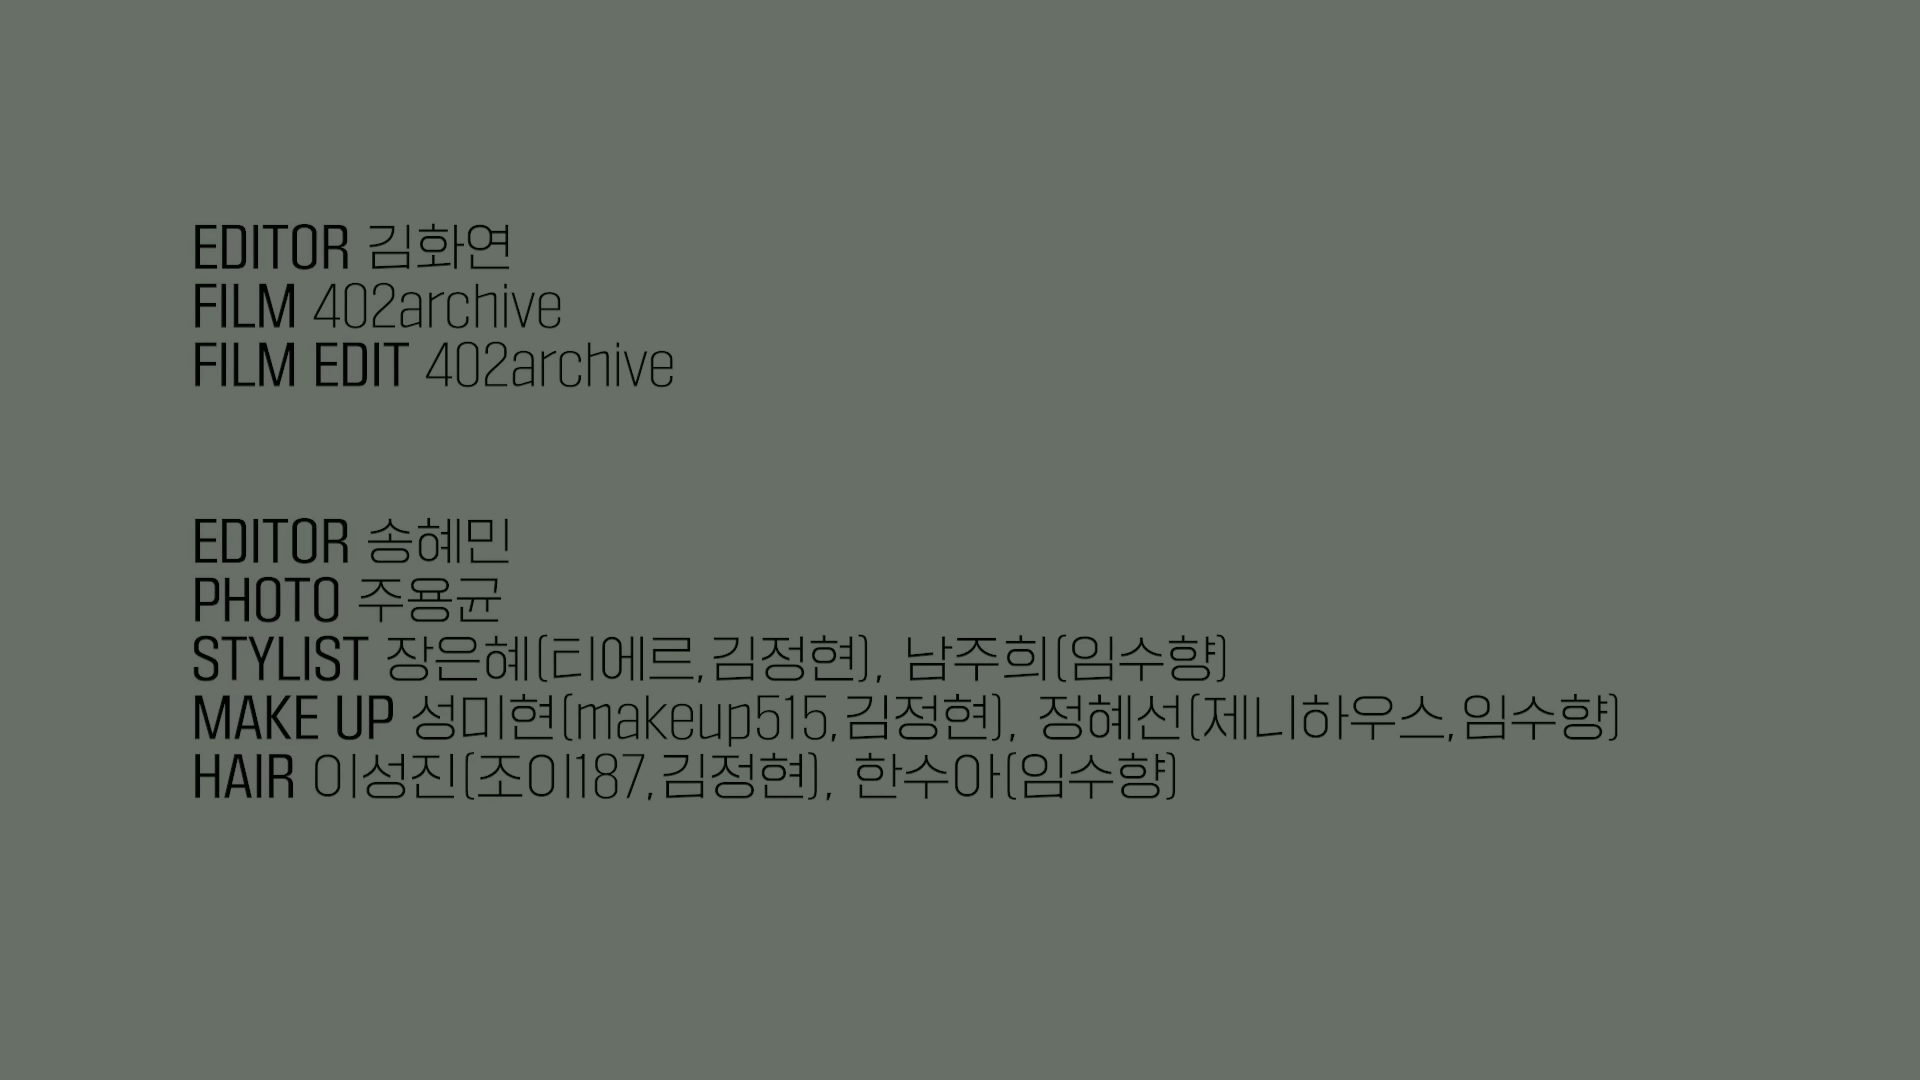 EDITOR 김화연
FILM 402archive
FILM EDIT 402archive
EDITOR 송혜민
PHOTO 주용균
STYLIST 장은혜(티에르,김정현), 남주희(임수향)
MAKE UP 성미현(makeup515,김정현), 정혜선(제니하우스,임수향)
HAIR 이성진(조이187,김정현), 한수아(임수향)